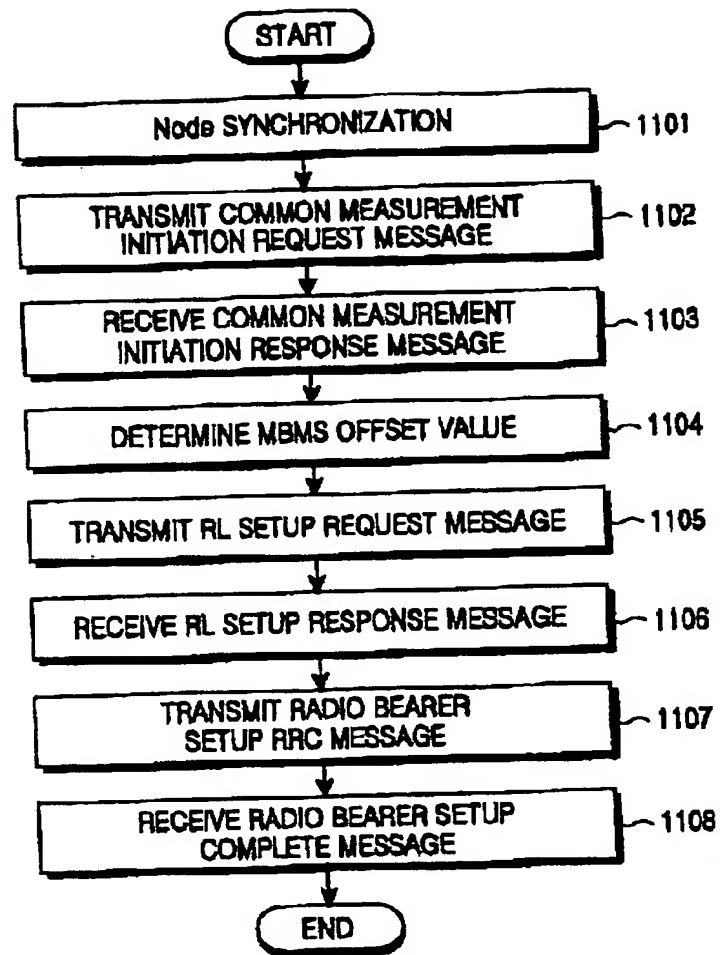 START
Node SYNCHRONIZATION
1101
TRANSMIT COMMON MEASUREMENT
INITIATION REQUEST MESSAGE
1102
RECEIVE COMMON MEASUREMENT
INITIATION RESPONSE MESSAGE
1103
DETERMINE MBMS OFFSET VALUE
1104
TRANSMIT RL SETUP REQUEST MESSAGE
1105
RECEIVE RL SETUP RESPONSE MESSAGE
1106
TRANSMIT RADIO BEARER
SETUP RRC MESSAGE
1107
RECEIVE RADIO BEARER SETUP
COMPLETE MESSAGE
1108
END